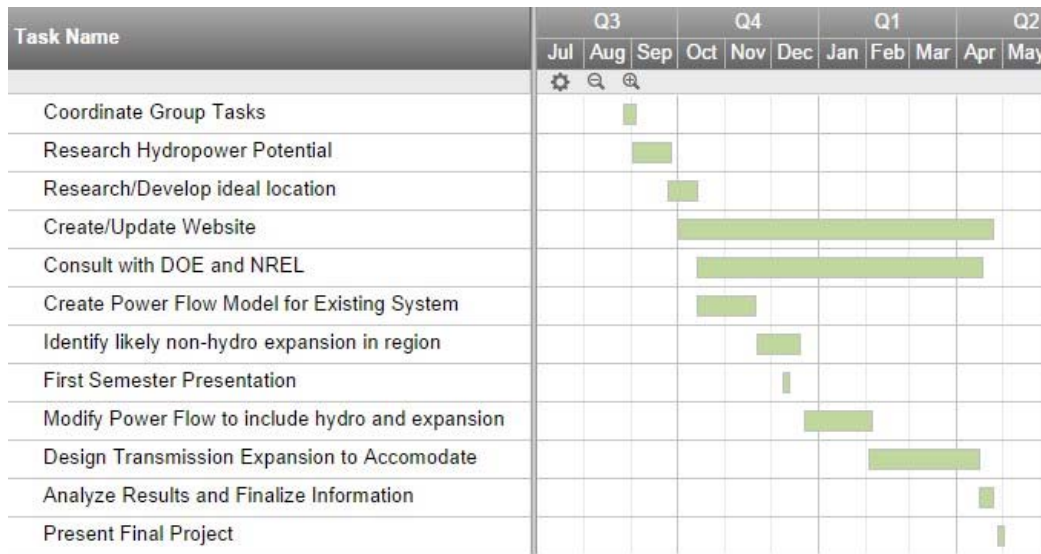 Task Name
Q3 Q4 Q1 Q2
Jul Aug Sep Oct Nov Dec Jan Feb Mar Apr May
Coordinate Group Tasks
Research Hydropower Potential
Research/Develop ideal location
Create/Update Website
Consult with DOE and NREL
Create Power Flow Model for Existing System
Identify likely non-hydro expansion in region
First Semester Presentation
Modify Power Flow to include hydro and expansion
Design Transmission Expansion to Accomodate
Analyze Results and Finalize Information
Present Final Project